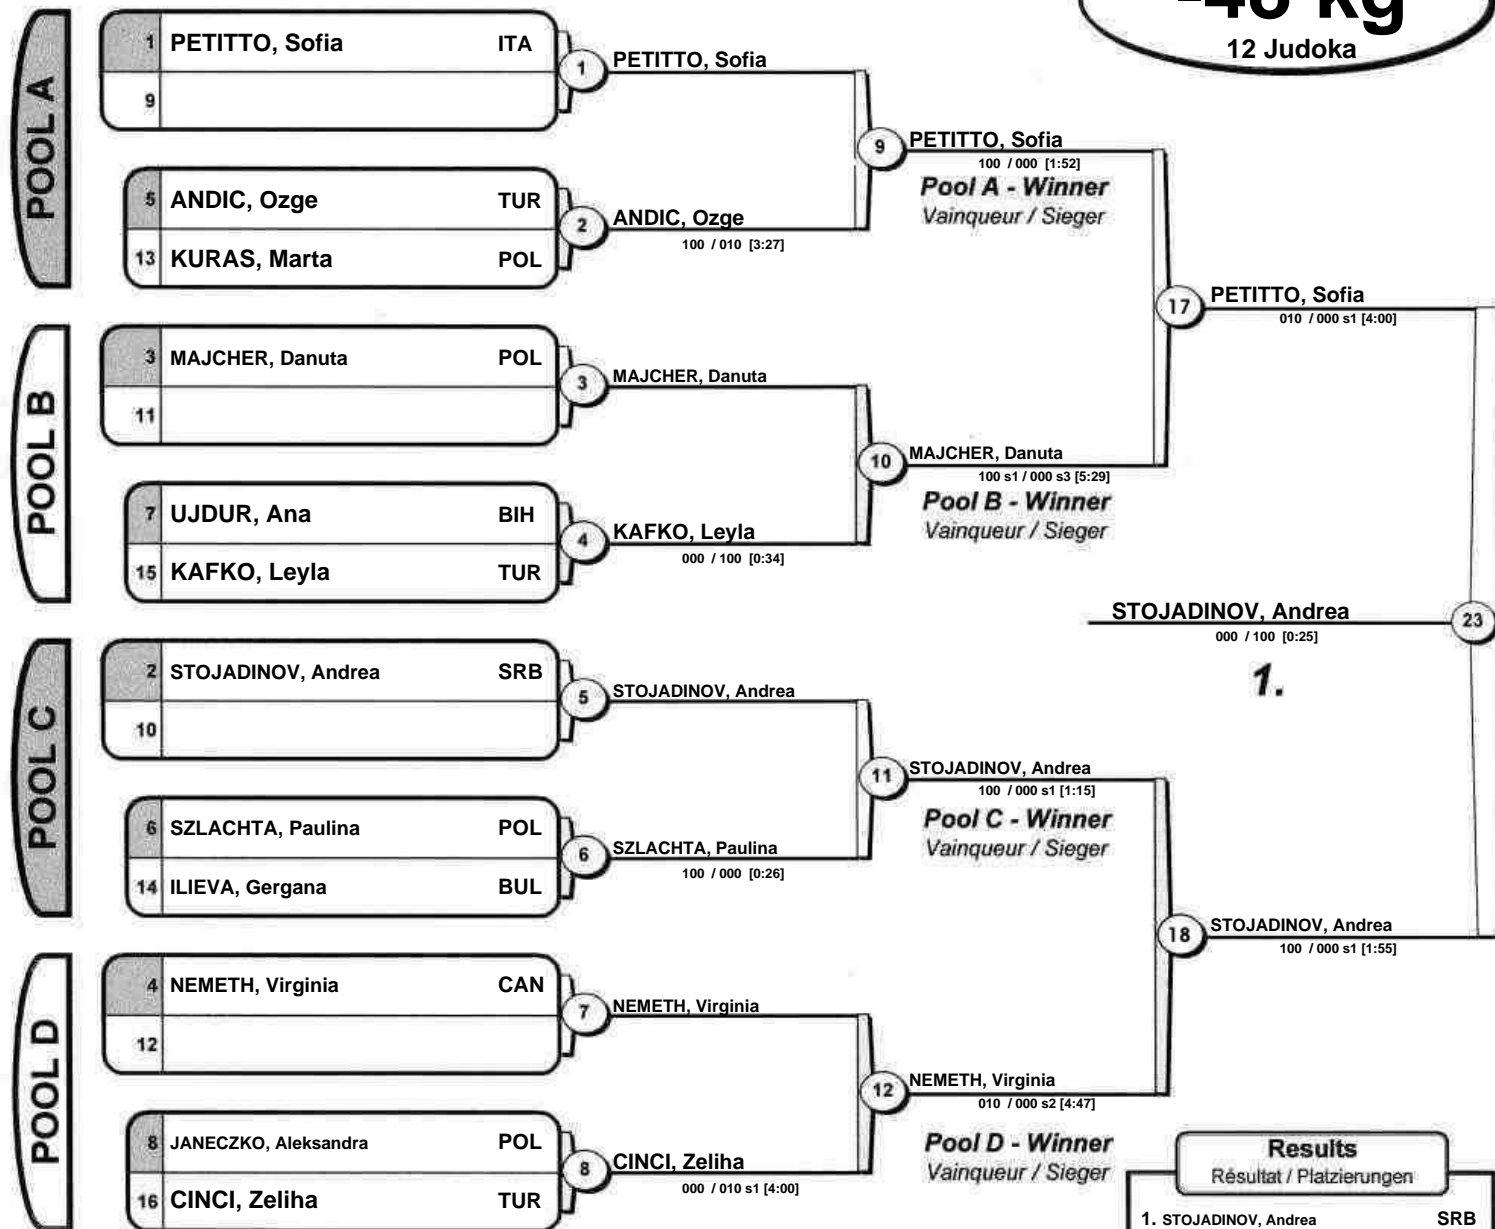 -48 kg
12 Judoka
POOL A
1 PETITTO, Sofia ITA
9
5 ANDIC, Ozge TUR
13 KURAS, Marta POL
1 PETITTO, Sofia
2 ANDIC, Ozge
100 / 010 [3:27]
9 PETITTO, Sofia
100 / 000 [1:52]
Pool A - Winner
Vainqueur / Sieger
POOL B
3 MAJCHER, Danuta POL
11
7 UJDUR, Ana BIH
15 KAFKO, Leyla TUR
3 MAJCHER, Danuta
4 KAFKO, Leyla
000 / 100 [0:34]
10 MAJCHER, Danuta
100 s1 / 000 s3 [5:29]
Pool B - Winner
Vainqueur / Sieger
17 PETITTO, Sofia
010 / 000 s1 [4:00]
STOJADINOV, Andrea 23
000 / 100 [0:25]
1.
POOL C
2 STOJADINOV, Andrea SRB
10
6 SZLACHTA, Paulina POL
14 ILIEVA, Gergana BUL
5 STOJADINOV, Andrea
6 SZLACHTA, Paulina
100 / 000 [0:26]
11 STOJADINOV, Andrea
100 / 000 s1 [1:15]
Pool C - Winner
Vainqueur / Sieger
18 STOJADINOV, Andrea
100 / 000 s1 [1:55]
POOL D
4 NEMETH, Virginia CAN
12
8 JANECZKO, Aleksandra POL
16 CINCI, Zeliha TUR
7 NEMETH, Virginia
8 CINCI, Zeliha
000 / 010 s1 [4:00]
12 NEMETH, Virginia
010 / 000 s2 [4:47]
Pool D - Winner
Vainqueur / Sieger
Results
Résultat / Platzierungen
1. STOJADINOV, Andrea SRB